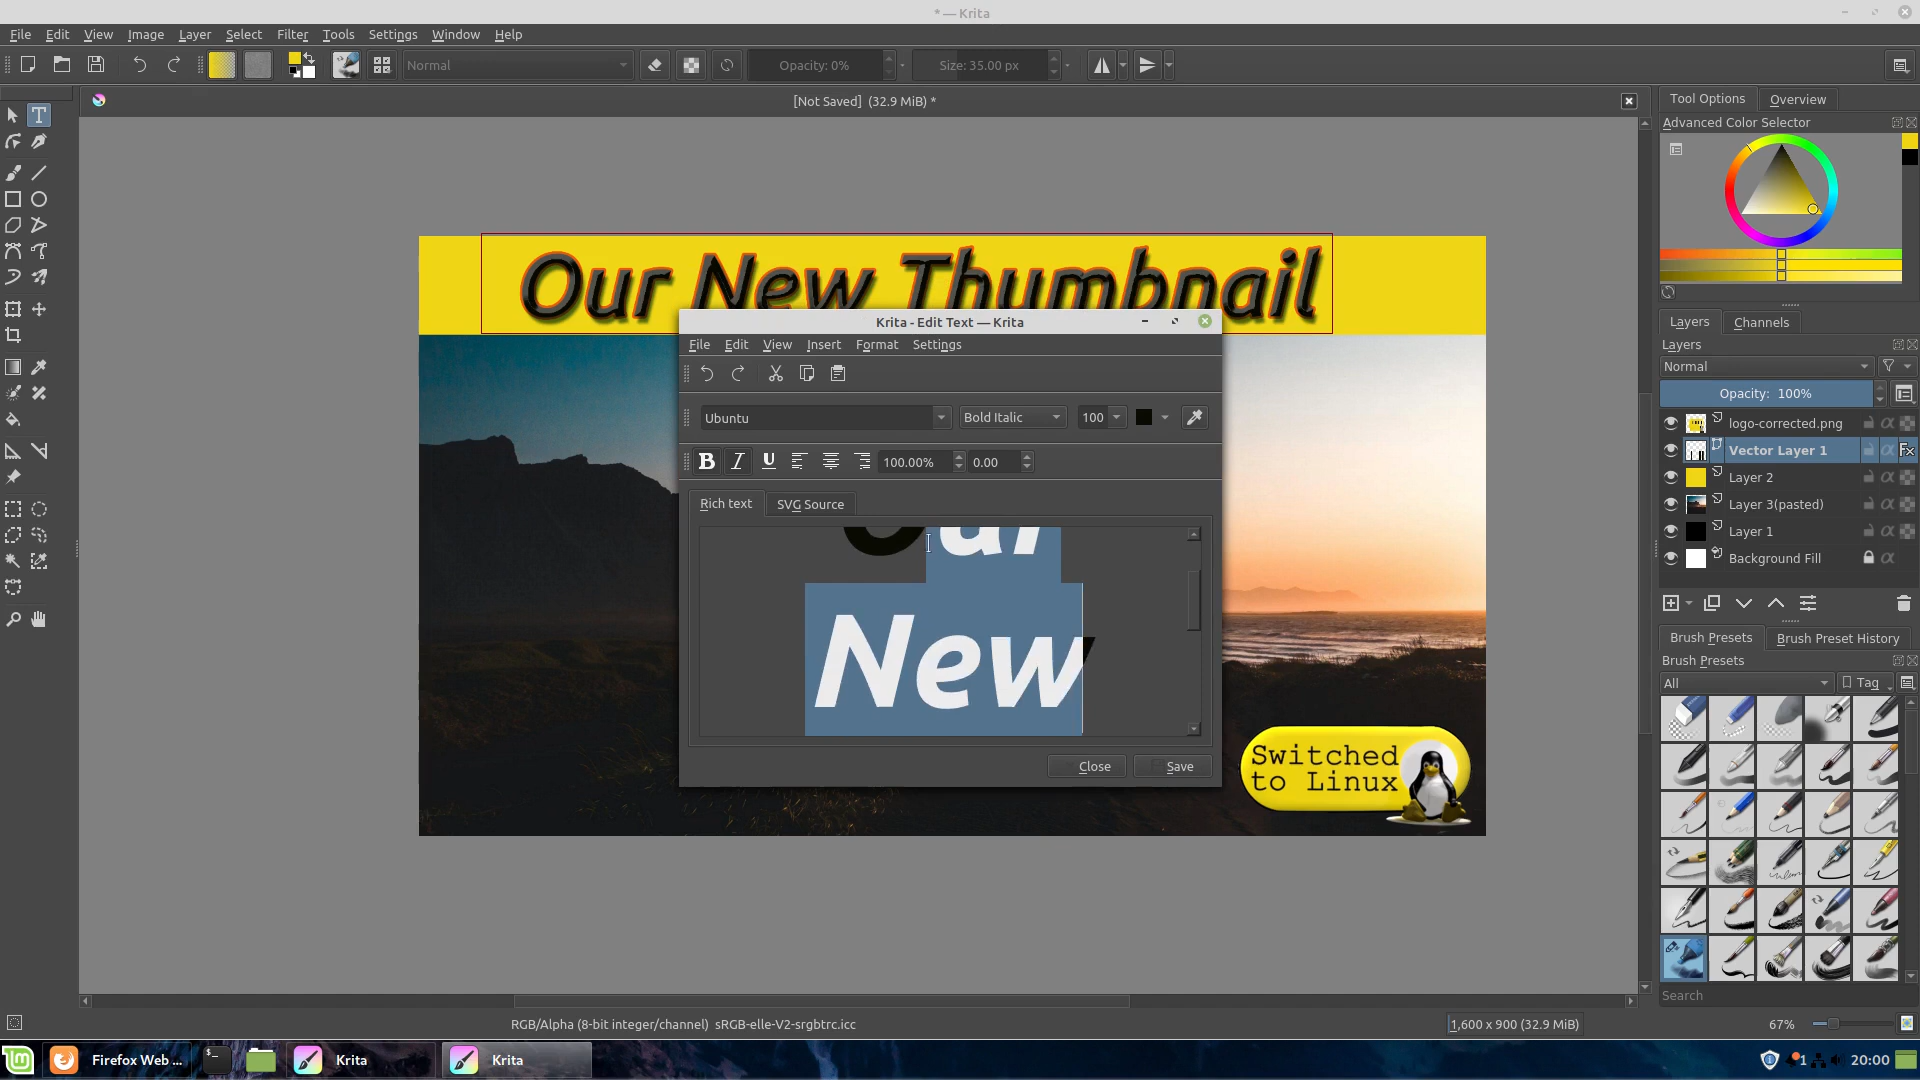 * — Krita
File Edit View Image Layer Select Filter Tools Settings Window Help
Normal Opacity: 0% Size: 35.00 px
[Not Saved] (32.9 MiB) *
Tool Options Overview
Advanced Color Selector
Our New Thumbnail
Krita - Edit Text — Krita
File Edit View Insert Format Settings
Ubuntu Bold Italic 100
B I U 100.00% 0.00
Rich text SVG Source
Our
New
Close Save
Switched
to Linux
Layers Channels
Layers
Normal
Opacity: 100%
logo-corrected.png
Vector Layer 1 Fx
Layer 2
Layer 3(pasted)
Layer 1
Background Fill
Brush Presets Brush Preset History
Brush Presets
All Tag
Search
RGB/Alpha (8-bit integer/channel) sRGB-elle-V2-srgbtrc.icc 1,600 x 900 (32.9 MiB) 67%
Firefox Web ... Krita Krita 1 20:00